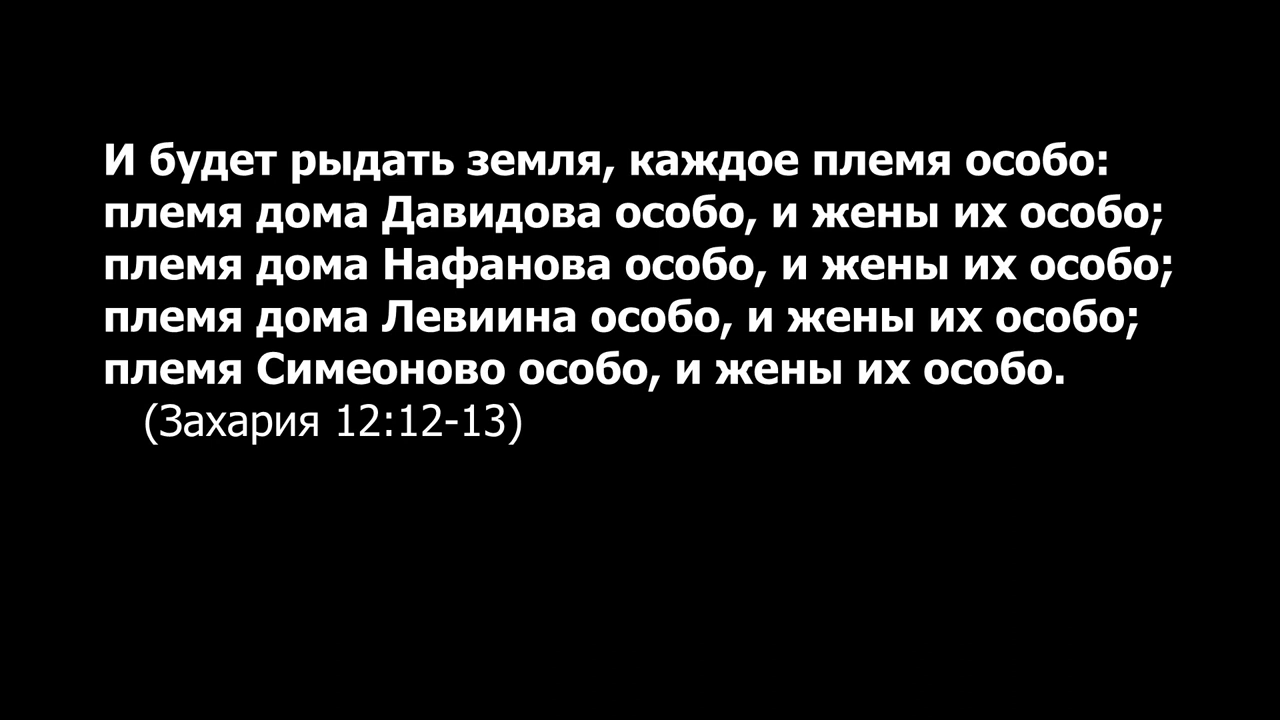 И будет рыдать земля, каждое племя особо:
племя дома Давидова особо, и жены их особо;
племя дома Нафанова особо, и жены их особо;
племя дома Левиина особо, и жены их особо;
племя Симеоново особо, и жены их особо.
(Захария 12:12-13)